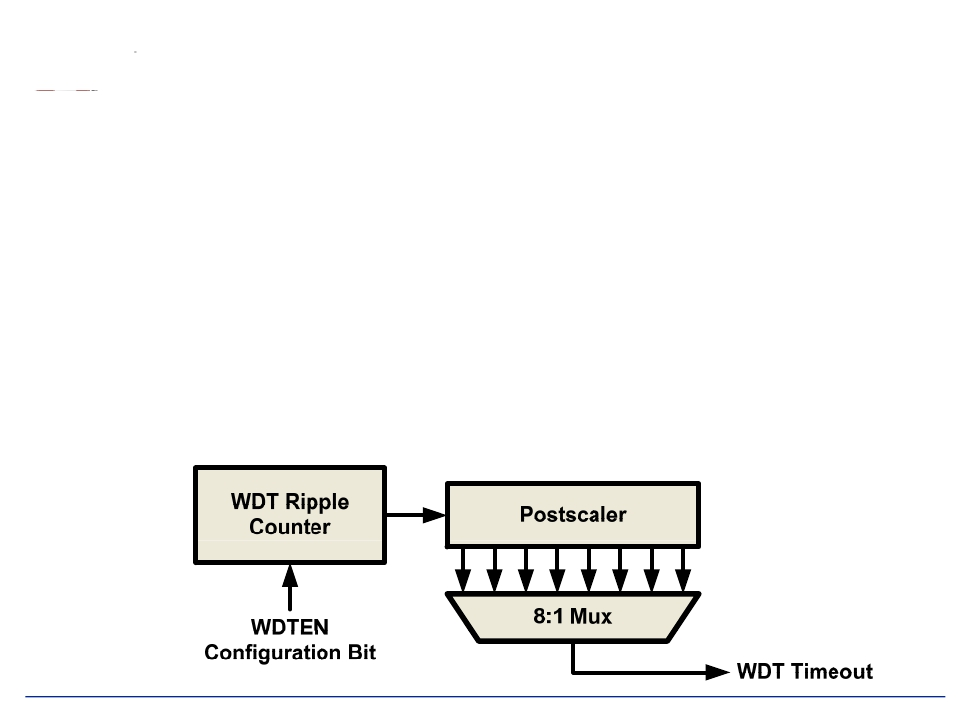 WDT Ripple
Counter
Postscaler
8:1 Mux
WDTEN
Configuration Bit
WDT Timeout